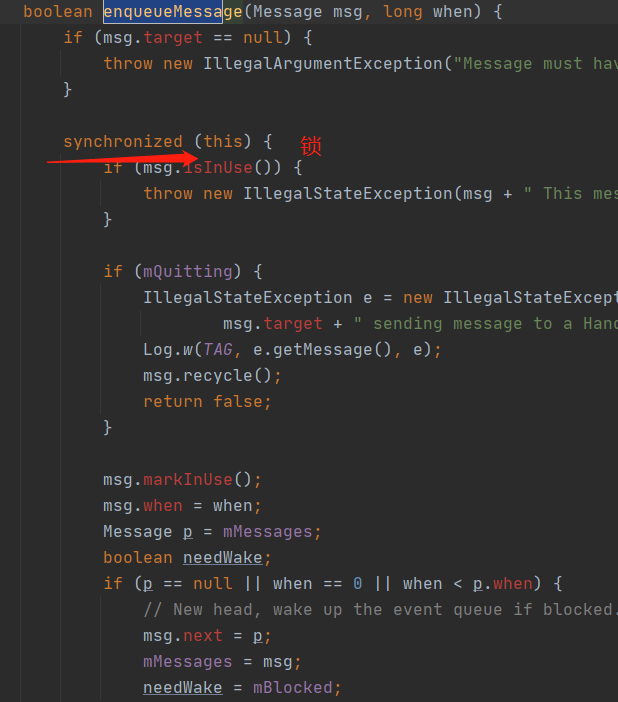 boolean enqueueMessage(Message msg, long when) {
if (msg.target == null) {
throw new IllegalArgumentException("Message must hav
}
synchronized (this) { 锁
if (msg.isInUse()) {
throw new IllegalStateException(msg + " This mes
}
if (mQuitting) {
IllegalStateException e = new IllegalStateExcept
msg.target + " sending message to a Hand
Log.w(TAG, e.getMessage(), e);
msg.recycle();
return false;
}
msg.markInUse();
msg.when = when;
Message p = mMessages;
boolean needWake;
if (p == null || when == 0 || when < p.when) {
// New head, wake up the event queue if blocked.
msg.next = p;
mMessages = msg;
needWake = mBlocked;